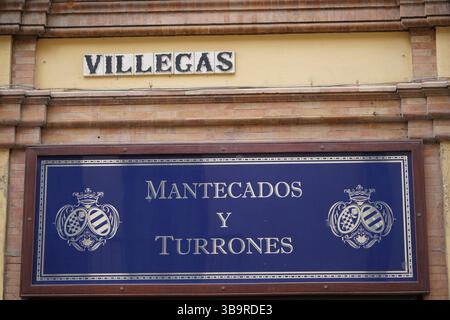 VILLEGAS
MANTECADOS
Y
TURRONES